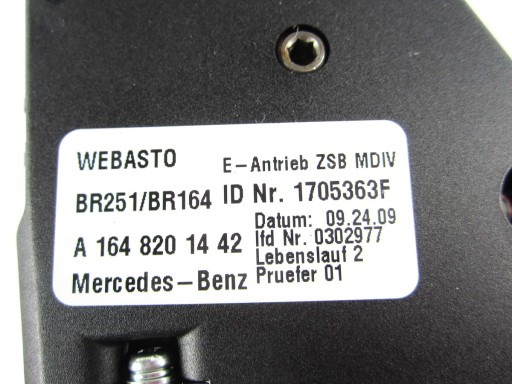 WEBASTO E-Antrieb ZSB MDIV
BR251/BR164 ID Nr. 1705363F
Datum: 09.24.09
A 164 820 14 42 lfd Nr. 0302977
Lebenslauf 2
Mercedes-Benz Pruefer 01